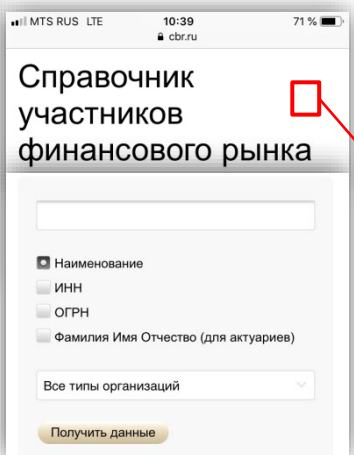 MTS RUS LTE 10:39 71 %
cbr.ru
Справочник
участников
финансового рынка
Наименование
ИНН
ОГРН
Фамилия Имя Отчество (для актуариев)
Все типы организаций
Получить данные